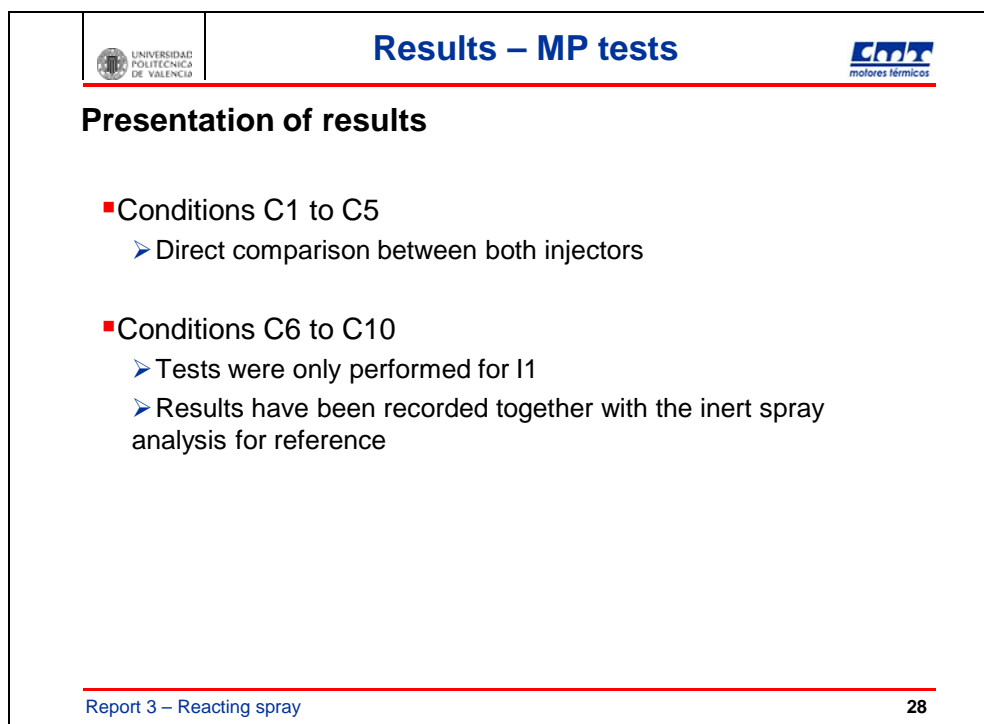 UNIVERSIDAD
POLITECNICA
DE VALENCIA
Results – MP tests
CMT
motores térmicos
Presentation of results
▪Conditions C1 to C5
➢Direct comparison between both injectors
▪Conditions C6 to C10
➢Tests were only performed for I1
➢Results have been recorded together with the inert spray
analysis for reference
Report 3 – Reacting spray
28